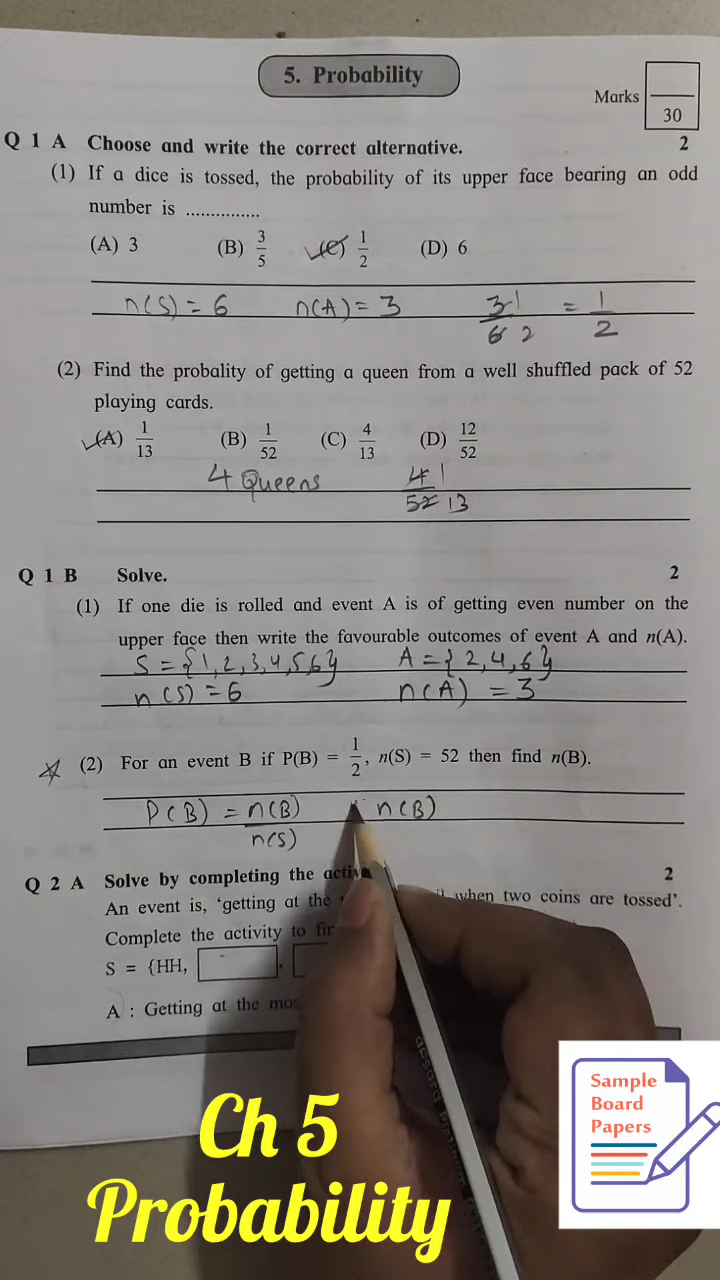 5. Probability
Marks
30
Q 1 A Choose and write the correct alternative. 2
(1) If a dice is tossed, the probability of its upper face bearing an odd
number is ...............
(A) 3 (B) 3/5 (C) 1/2 (D) 6
n(S) = 6 n(A) = 3 3 1/6 2 = 1/2
(2) Find the probality of getting a queen from a well shuffled pack of 52
playing cards.
(A) 1/13 (B) 1/52 (C) 4/13 (D) 12/52
4 Queens 4 1/52 13
Q 1 B Solve. 2
(1) If one die is rolled and event A is of getting even number on the
upper face then write the favourable outcomes of event A and n(A).
S = {1,2,3,4,5,6} A = {2,4,6}
n(S) = 6 n(A) = 3
(2) For an event B if P(B) = 1/2, n(S) = 52 then find n(B).
P(B) = n(B)/n(S) n(B)
Q 2 A Solve by completing the 2
An event is, 'getting at the when two coins are tossed'.
Complete the activity to
S = {HH, ,
A : Getting at the
Sample
Board
Papers
Ch 5
Probability